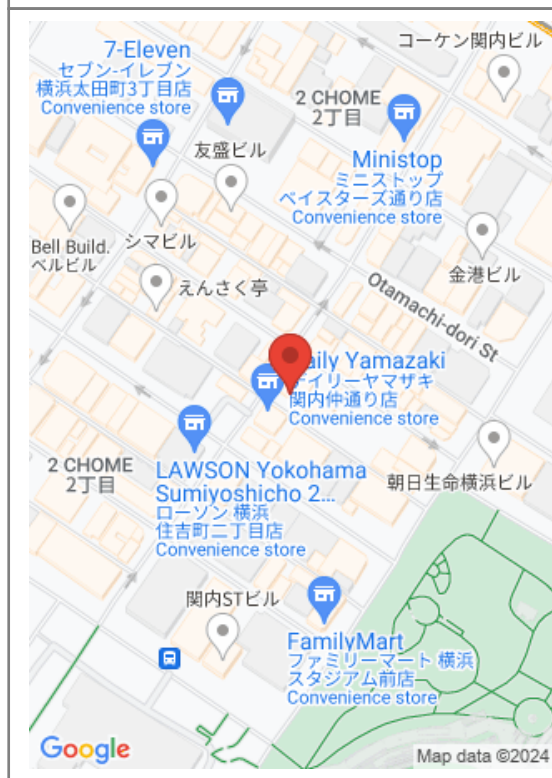 コーケン関内ビル
7-Eleven
セブン-イレブン
横浜太田町3丁目店
Convenience store
2 CHOME
2丁目
友盛ビル
Ministop
ミニストップ
ベイスターズ通り店
Convenience store
Bell Build.
ベルビル
シマビル
金港ビル
えんさく亭
Otamachi-dori St
aily Yamazaki
デイリーヤマザキ
関内仲通り店
Convenience store
2 CHOME
2丁目
LAWSON Yokohama
Sumiyoshicho 2...
ローソン 横浜
住吉町二丁目店
Convenience store
朝日生命横浜ビル
関内STビル
FamilyMart
ファミリーマート 横浜
スタジアム前店
Convenience store
Google
Map data ©2024